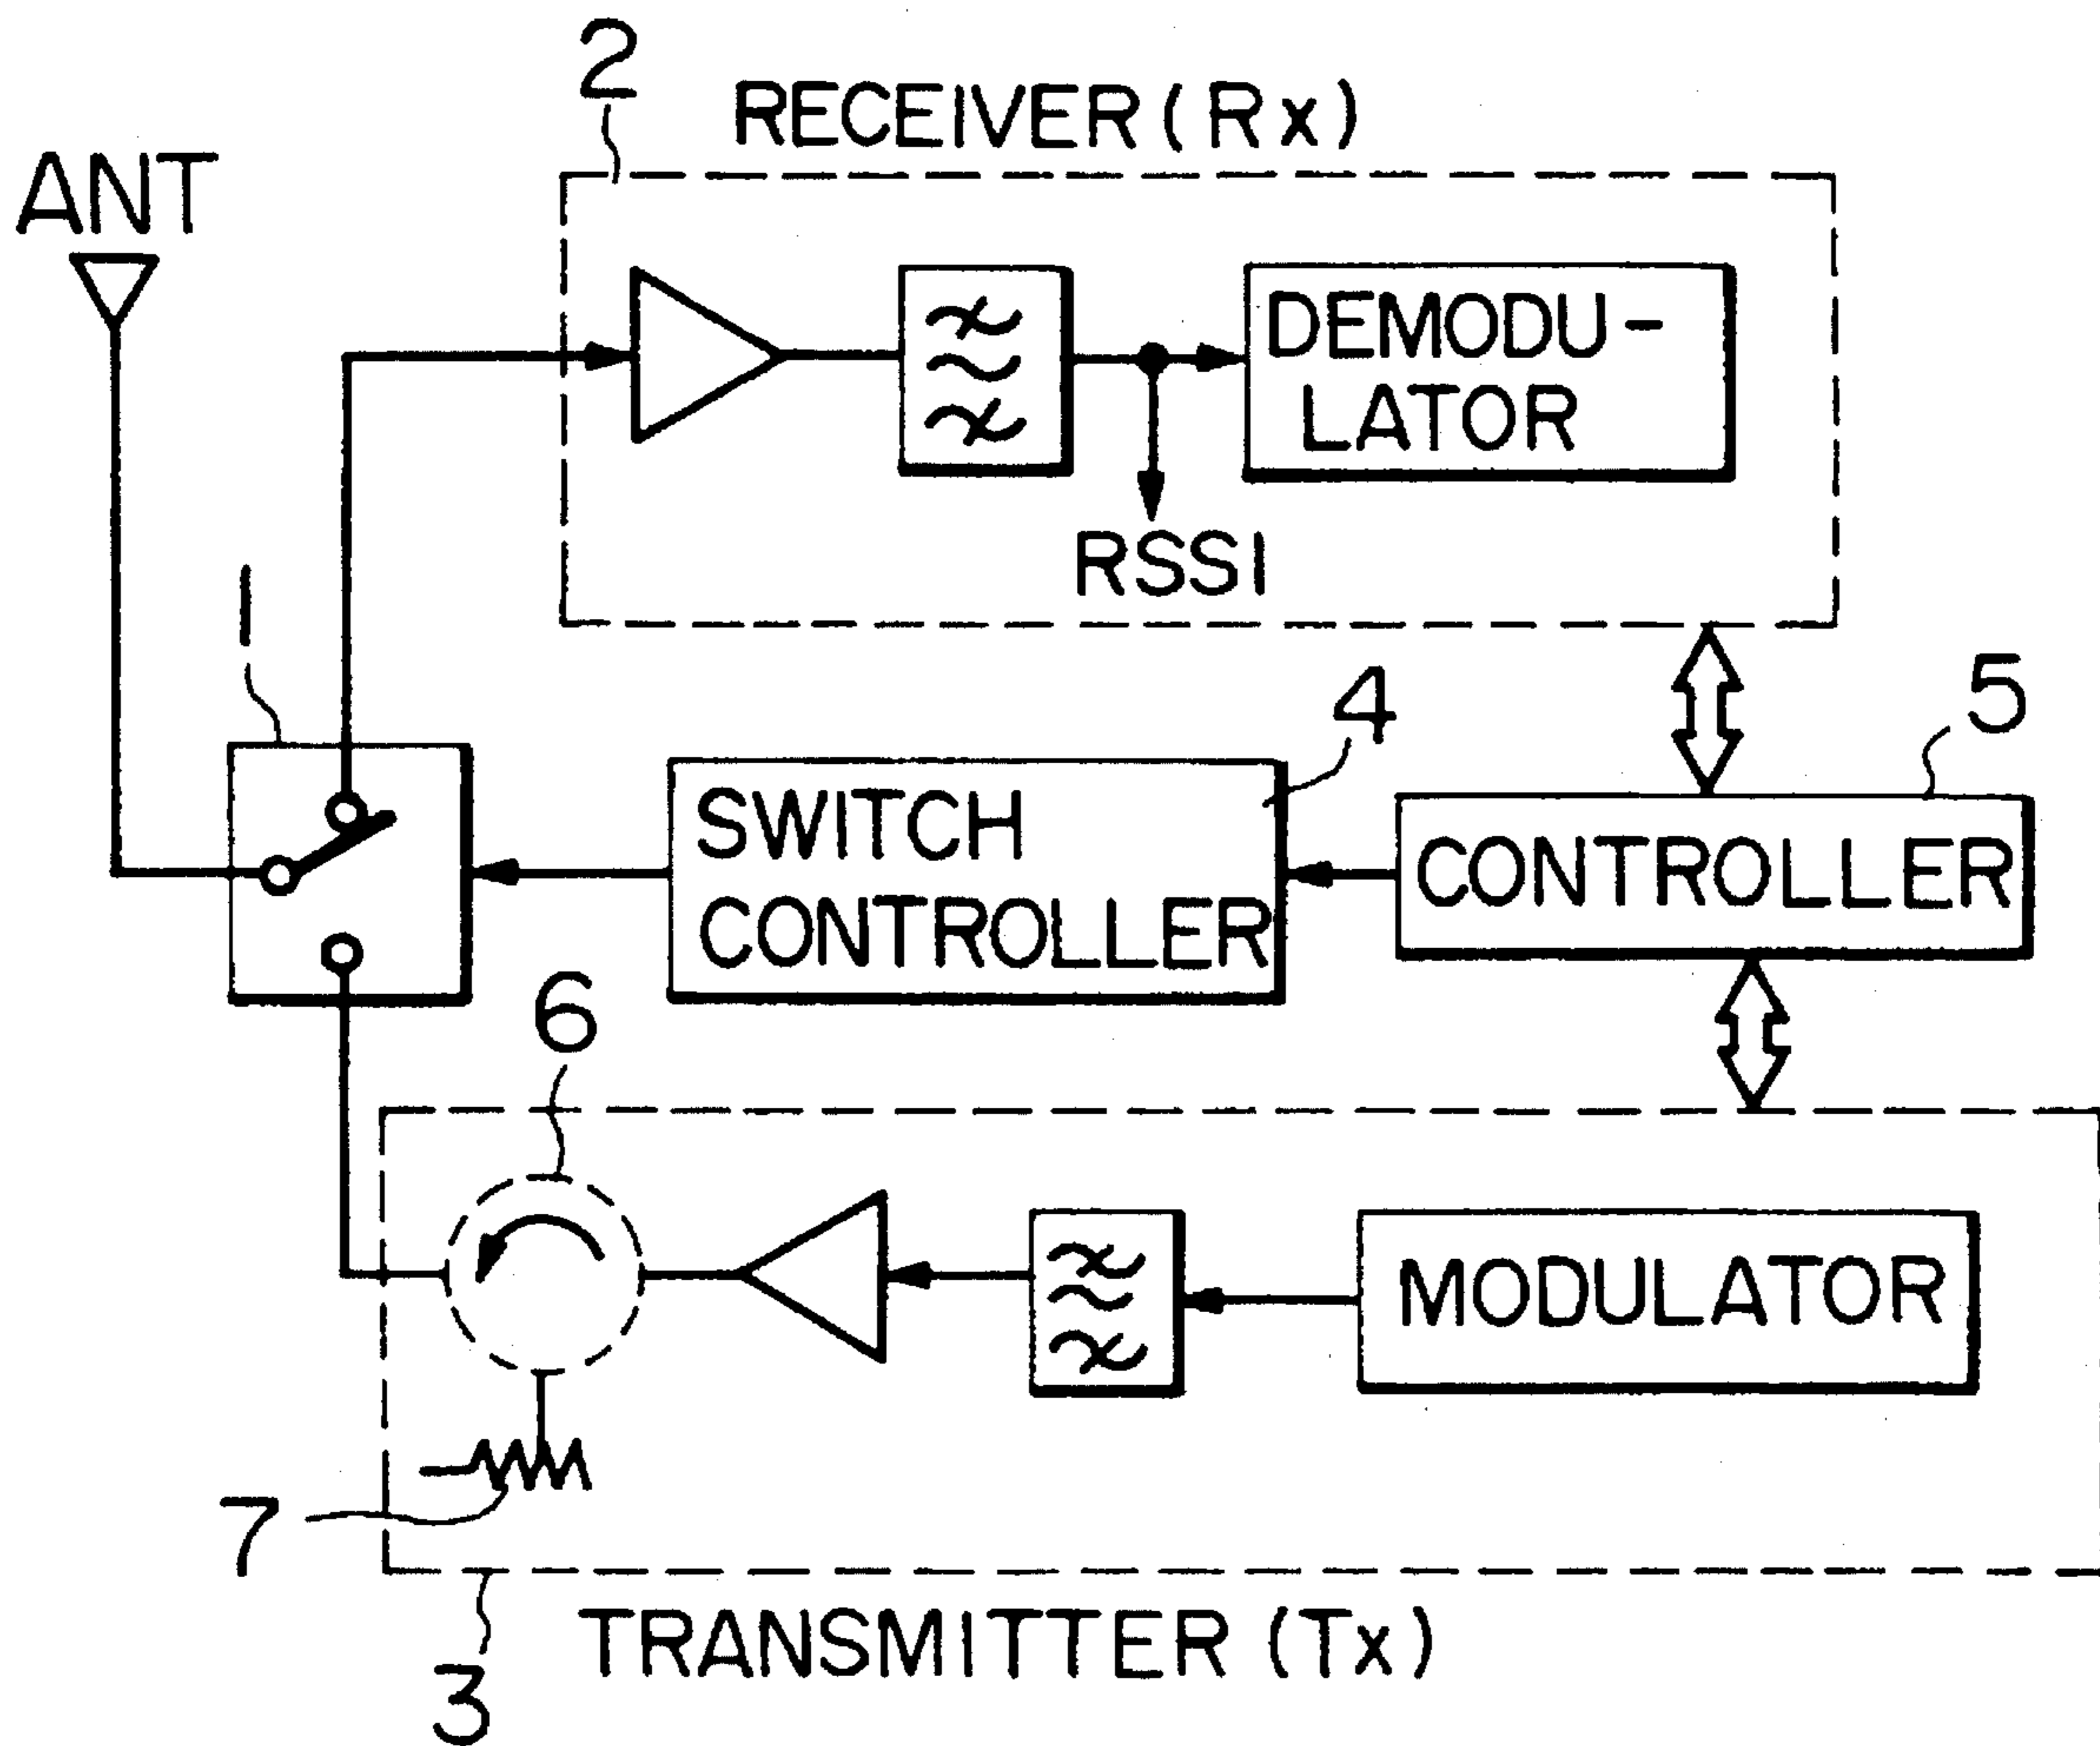 2
RECEIVER (Rx)
ANT
DEMODU-
LATOR
RSSI
1
4
5
SWITCH
CONTROLLER
CONTROLLER
6
MODULATOR
7
TRANSMITTER (Tx)
3